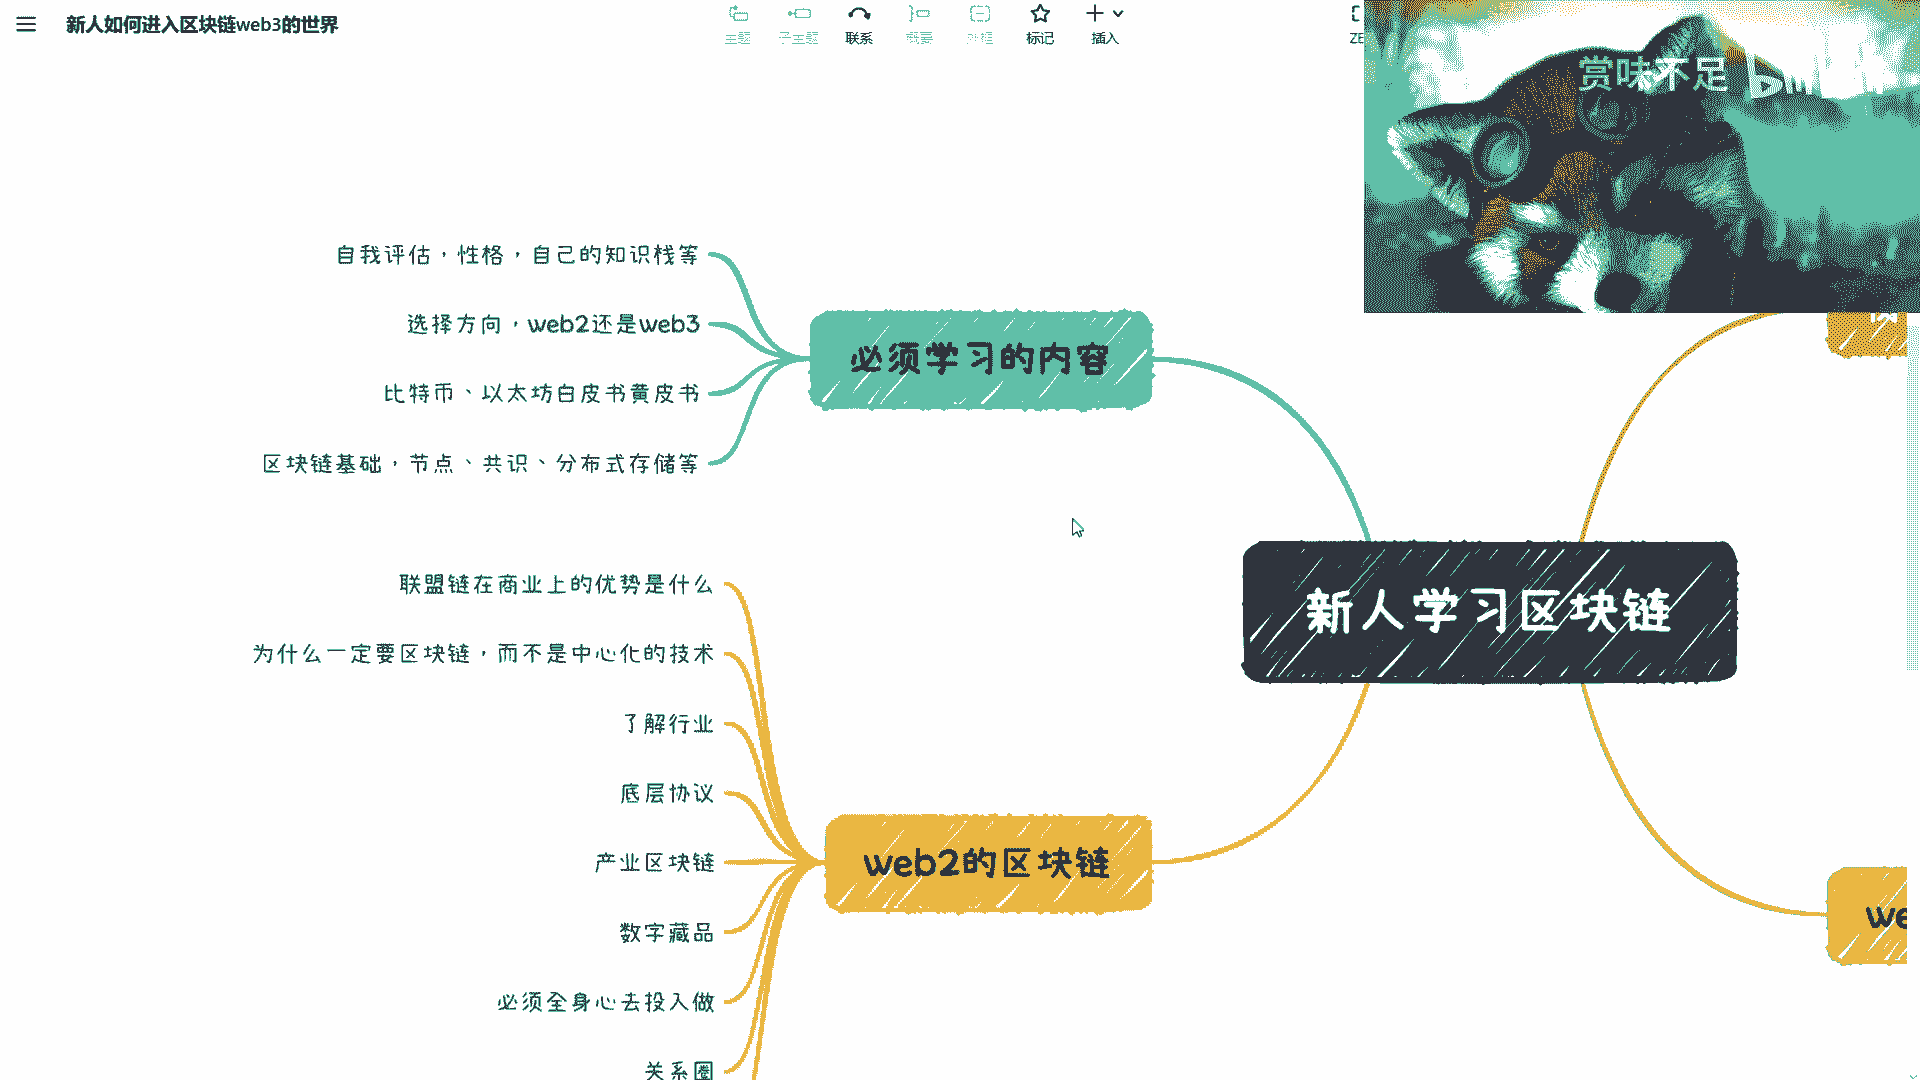 新人如何进入区块链web3的世界
主题
子主题
联系
概要
外框
标记
插入
ZE
赏味不足
bilibili
自我评估，性格，自己的知识栈等
选择方向，web2还是web3
比特币、以太坊白皮书黄皮书
区块链基础，节点、共识、分布式存储等
必须学习的内容
新人学习区块链
联盟链在商业上的优势是什么
为什么一定要区块链，而不是中心化的技术
了解行业
底层协议
产业区块链
数字藏品
必须全身心去投入做
关系圈
web2的区块链
we